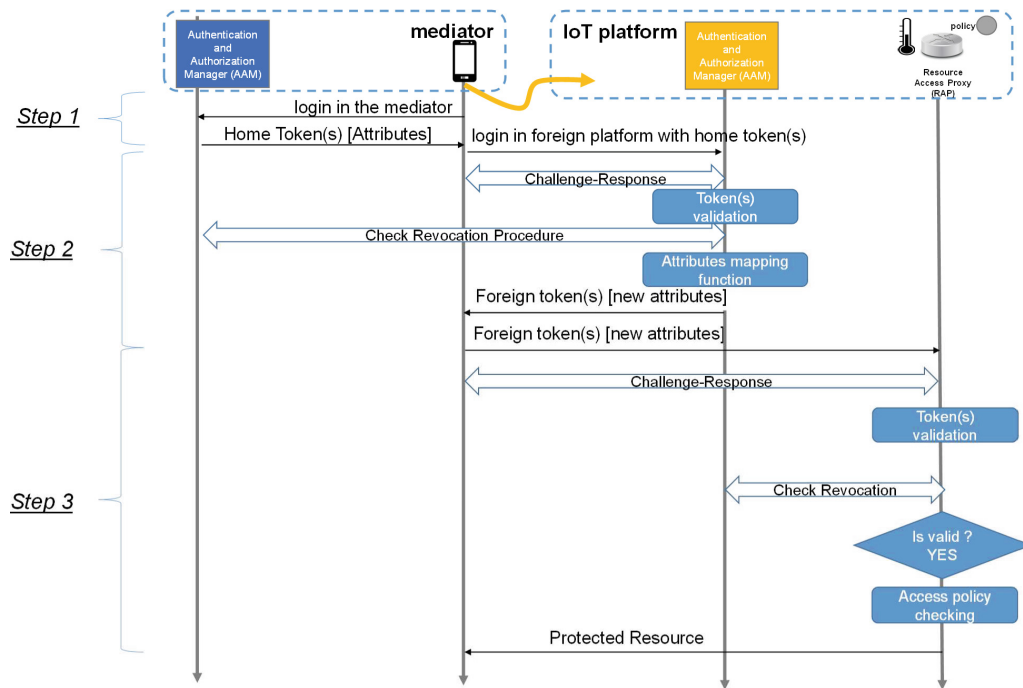 mediator
IoT platform
policy
Authentication
and
Authorization
Manager (AAM)
Authentication
and
Authorization
Manager (AAM)
Resource
Access Proxy
(RAP)
Step 1
login in the mediator
Home Token(s) [Attributes]
login in foreign platform with home token(s)
Challenge-Response
Token(s)
validation
Step 2
Check Revocation Procedure
Attributes mapping
function
Foreign token(s) [new attributes]
Foreign token(s) [new attributes]
Challenge-Response
Token(s)
validation
Step 3
Check Revocation
Is valid ?
YES
Access policy
checking
Protected Resource